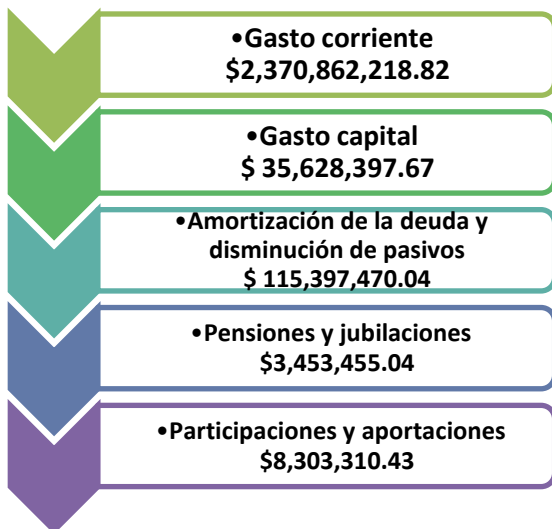 •Gasto corriente
$2,370,862,218.82
•Gasto capital
$ 35,628,397.67
•Amortización de la deuda y
disminución de pasivos
$ 115,397,470.04
•Pensiones y jubilaciones
$3,453,455.04
•Participaciones y aportaciones
$8,303,310.43